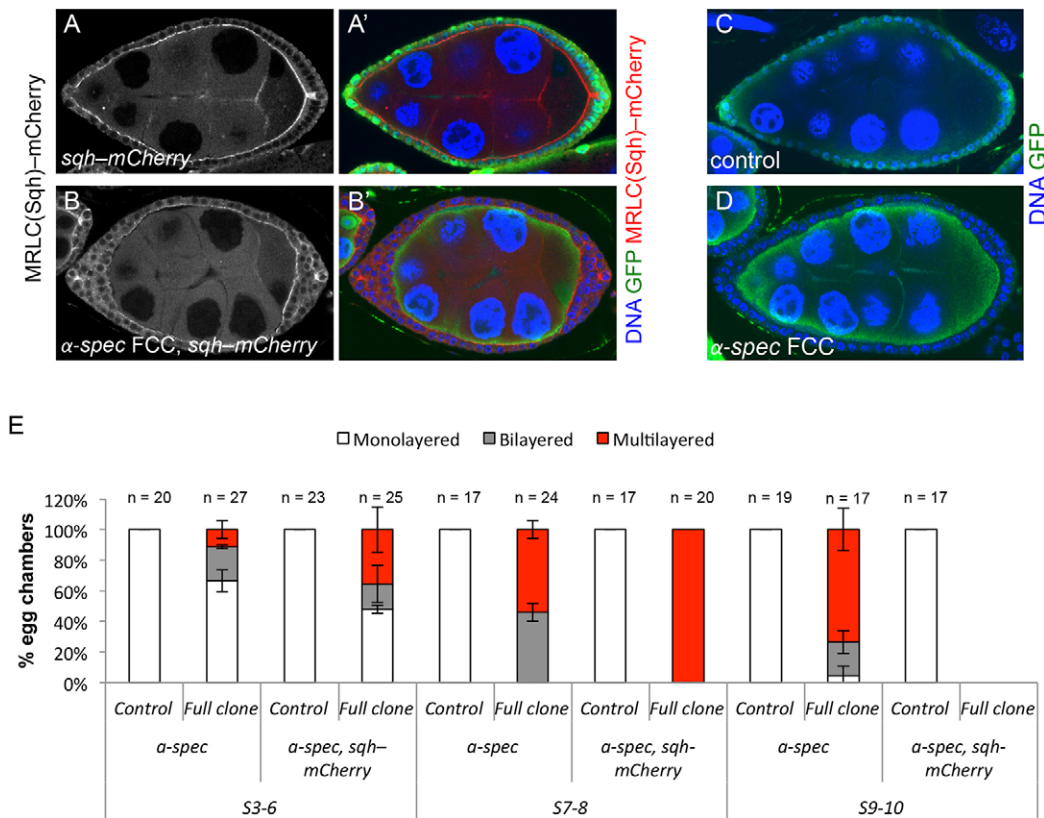 A
A'
C
MRLC(Sqh)–mCherry
sqh–mCherry
DNA GFP MRLC(Sqh)–mCherry
control
DNA GFP
B
B'
D
α-spec FCC, sqh–mCherry
α-spec FCC
E
Monolayered Bilayered Multilayered
n = 20 n = 27 n = 23 n = 25 n = 17 n = 24 n = 17 n = 20 n = 19 n = 17 n = 17
% egg chambers
120%
100%
80%
60%
40%
20%
0%
Control Full clone Control Full clone Control Full clone Control Full clone Control Full clone Control Full clone
α-spec α-spec, sqh–mCherry α-spec α-spec, sqh-mCherry α-spec α-spec, sqh-mCherry
S3-6 S7-8 S9-10